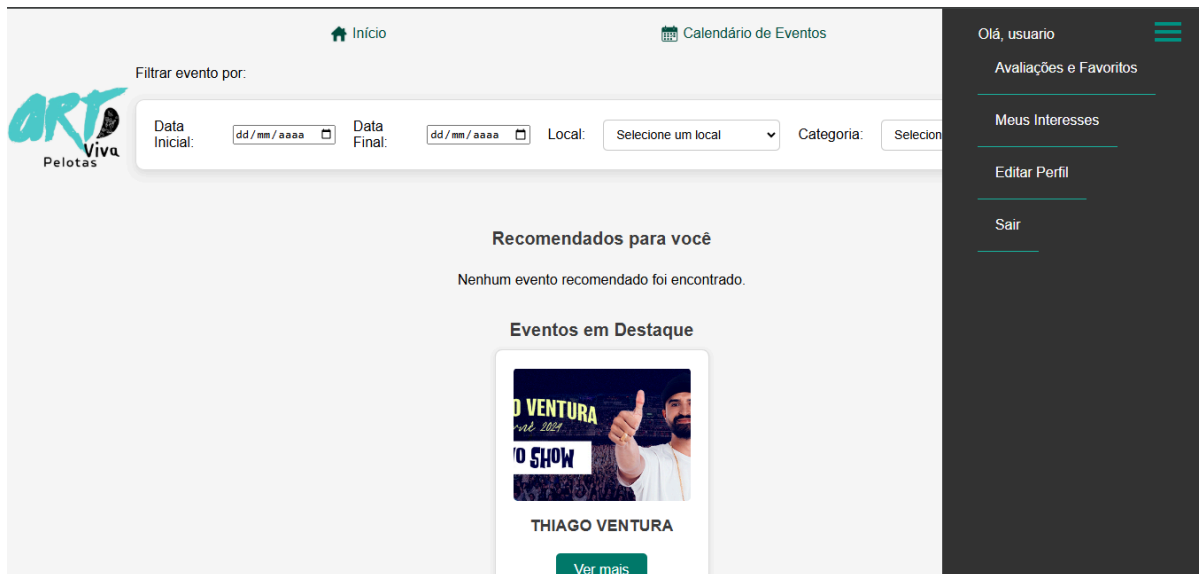 Início
Calendário de Eventos
Olá, usuario
Avaliações e Favoritos
Meus Interesses
Editar Perfil
Sair
Filtrar evento por:
ART
Viva
Pelotas
Data
Inicial:
dd/mm/aaaa
Data
Final:
dd/mm/aaaa
Local:
Selecione um local
Categoria:
Selecion
Recomendados para você
Nenhum evento recomendado foi encontrado.
Eventos em Destaque
O VENTURA
2024
O SHOW
THIAGO VENTURA
Ver mais